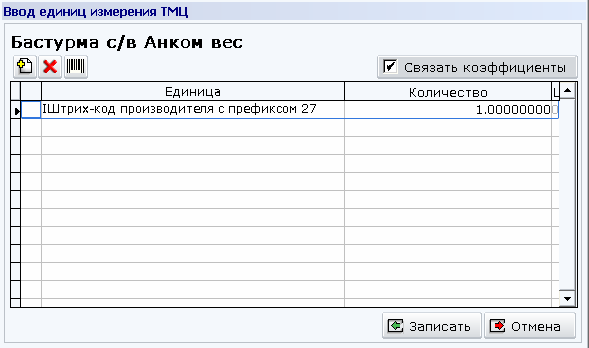 Ввод единиц измерения ТМЦ
Бастурма с/в Анком вес
Связать коэффициенты
Единица Количество
Штрих-код производителя с префиксом 27 1.00000000
Записать Отмена